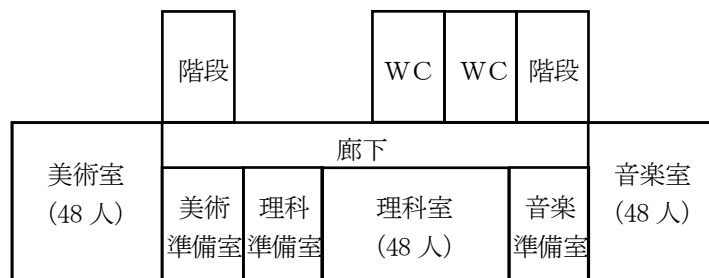 階段
ＷＣ
ＷＣ
階段
廊下
美術室
（48 人）
美術
準備室
理科
準備室
理科室
（48 人）
音楽
準備室
音楽室
（48 人）